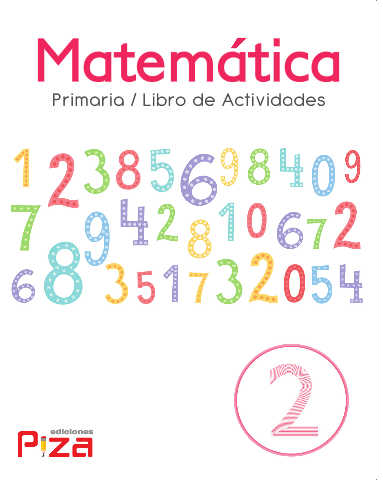 Matemática
Primaria / Libro de Actividades
1 2 3 8 5 6 9 8 4 0 9
7 9 4 2 8 1 0 6 7 2
6 8 3 5 1 7 3 2 0 5 4
2
ediciones
Piza